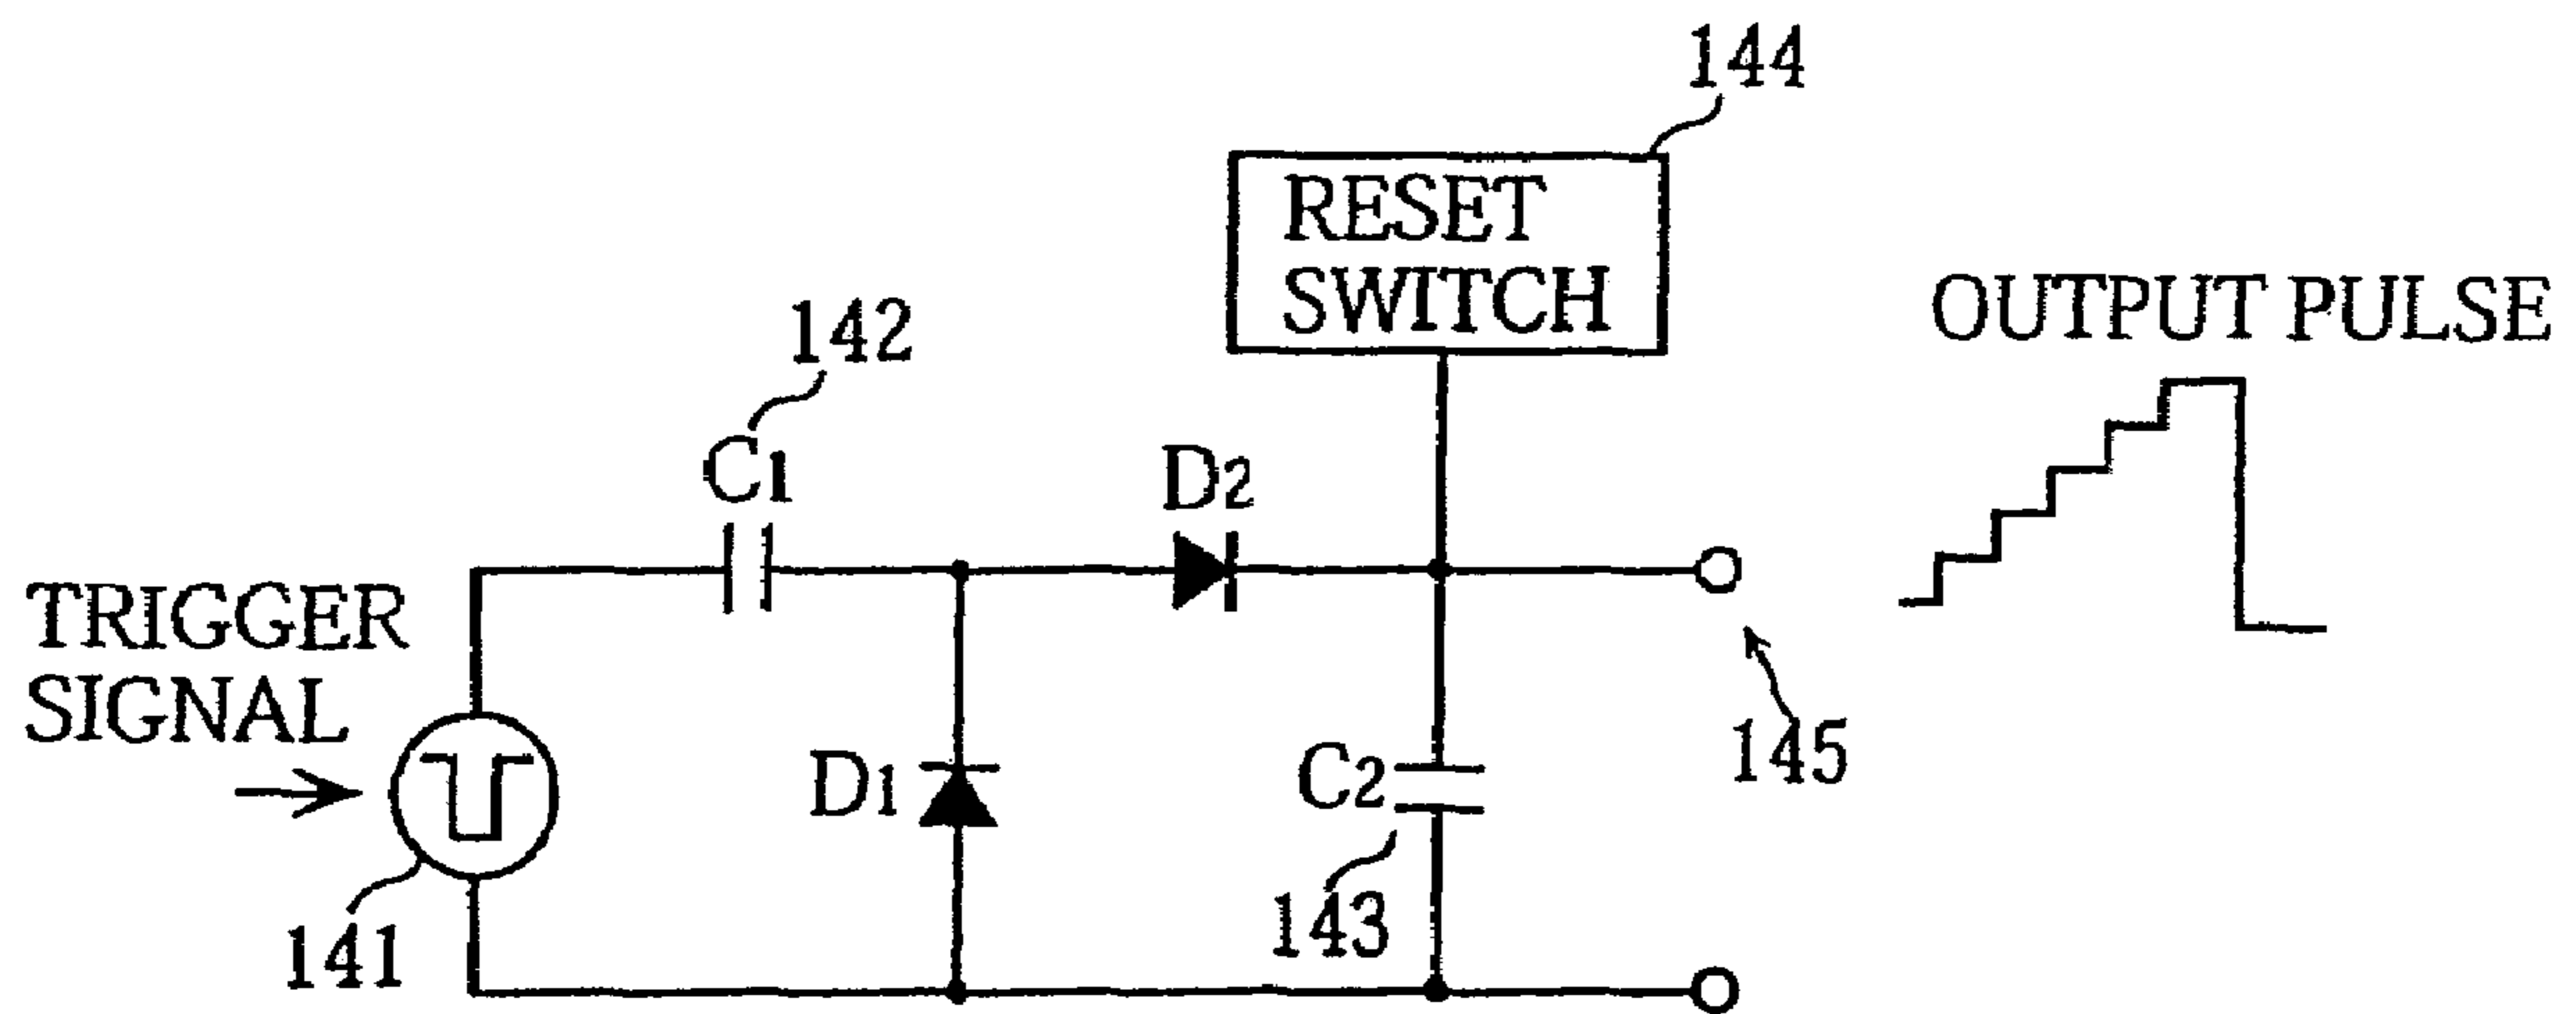 144
RESET
SWITCH
142
OUTPUT PULSE
C1
D2
TRIGGER
SIGNAL
D1
C2
145
141
143